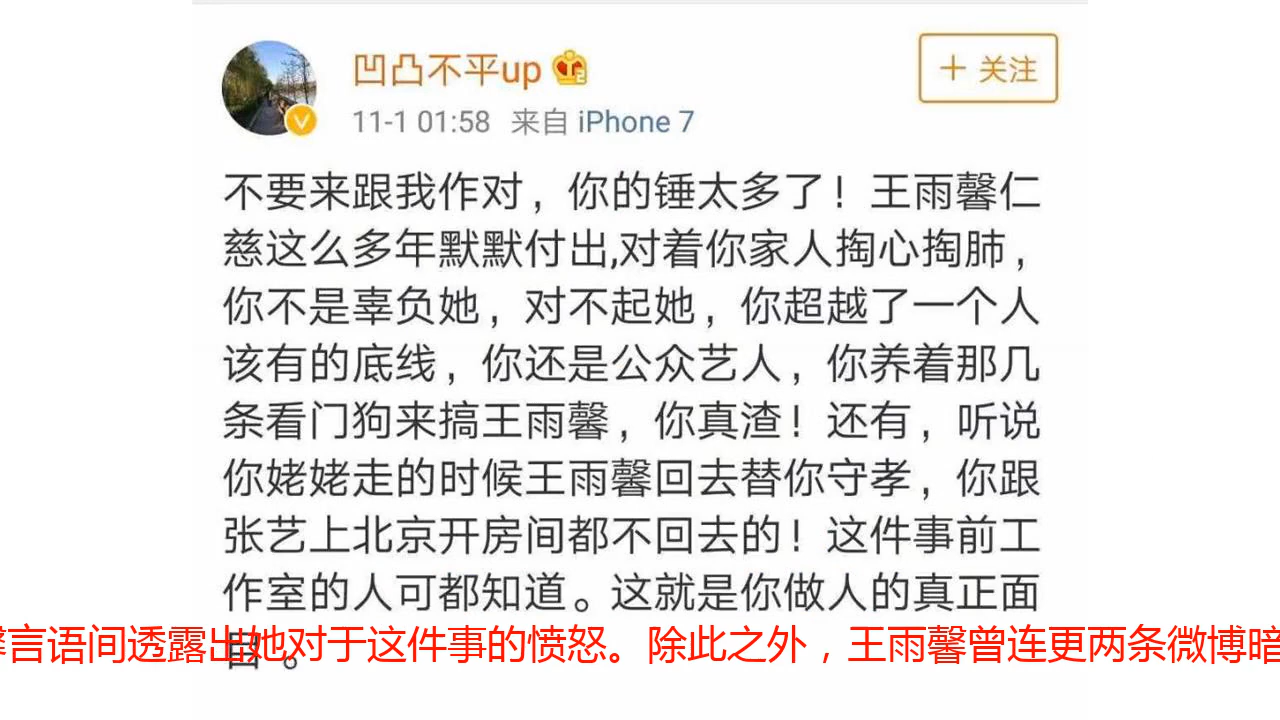 凹凸不平up
11-1 01:58 来自 iPhone 7
+ 关注
不要来跟我作对，你的锤太多了！王雨馨仁
慈这么多年默默付出,对着你家人掏心掏肺，
你不是辜负她，对不起她，你超越了一个人
该有的底线，你还是公众艺人，你养着那几
条看门狗来搞王雨馨，你真渣！还有，听说
你姥姥走的时候王雨馨回去替你守孝，你跟
张艺上北京开房间都不回去的！这件事前工
作室的人可都知道。这就是你做人的真正面
目。
馨言语间透露出她对于这件事的愤怒。除此之外，王雨馨曾连更两条微博暗